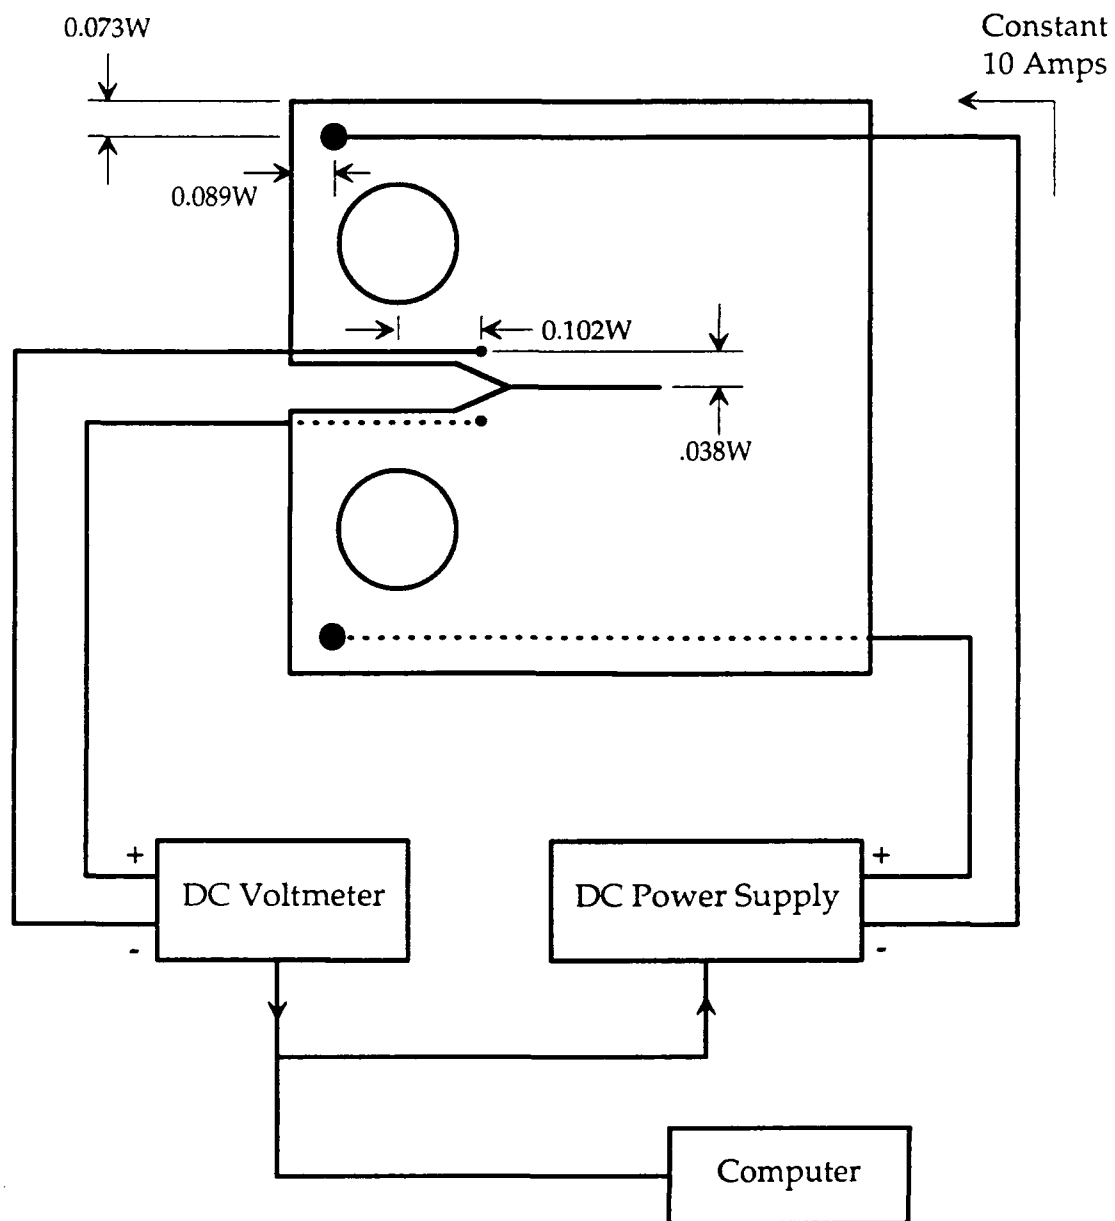 0.073W
Constant
10 Amps
0.089W
0.102W
.038W
+
DC Voltmeter
-
DC Power Supply
+
-
Computer